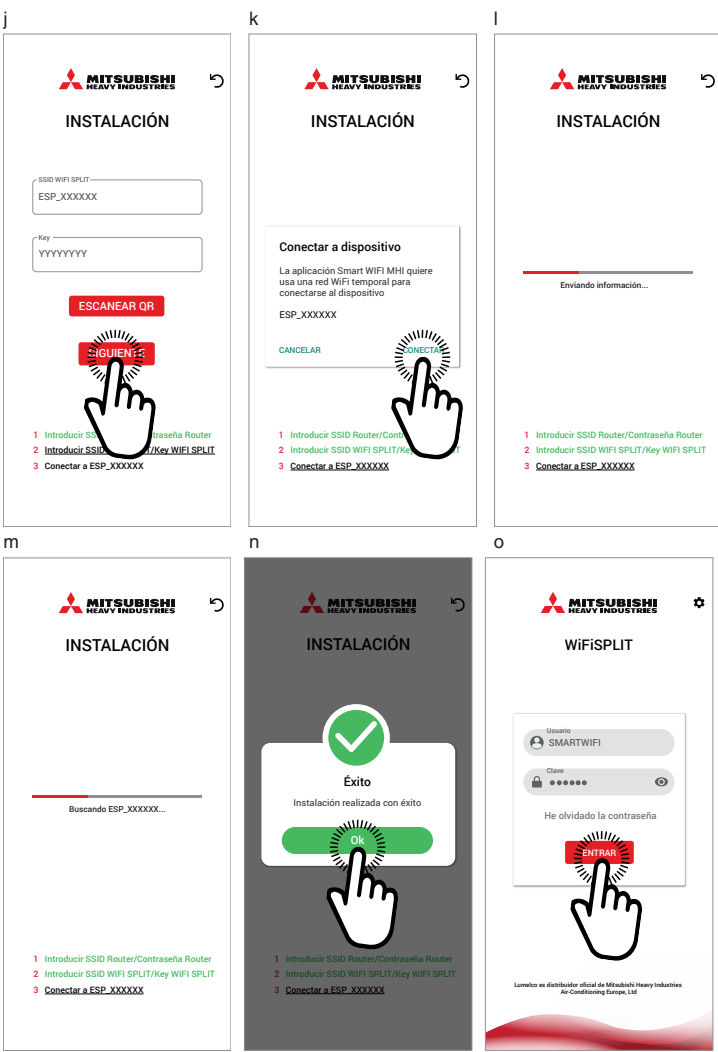 j
MITSUBISHI
HEAVY INDUSTRIES
INSTALACIÓN
SSID WIFI SPLIT
ESP_XXXXXX
Key
YYYYYYYY
ESCANEAR QR
SIGUIENTE
1 Introducir SS traseña Router
2 Introducir SSID T/Key WIFI SPLIT
3 Conectar a ESP_XXXXXX
k
MITSUBISHI
HEAVY INDUSTRIES
INSTALACIÓN
Conectar a dispositivo
La aplicación Smart WIFI MHI quiere
usa una red WiFi temporal para
conectarse al dispositivo
ESP_XXXXXX
CANCELAR
CONECTAR
1 Introducir SSID Router/Contr Router
2 Introducir SSID WIFI SPLIT/Key IT
3 Conectar a ESP_XXXXXX
l
MITSUBISHI
HEAVY INDUSTRIES
INSTALACIÓN
Enviando información...
1 Introducir SSID Router/Contraseña Router
2 Introducir SSID WIFI SPLIT/Key WIFI SPLIT
3 Conectar a ESP_XXXXXX
m
MITSUBISHI
HEAVY INDUSTRIES
INSTALACIÓN
Buscando ESP_XXXXXX...
1 Introducir SSID Router/Contraseña Router
2 Introducir SSID WIFI SPLIT/Key WIFI SPLIT
3 Conectar a ESP_XXXXXX
n
MITSUBISHI
HEAVY INDUSTRIES
INSTALACIÓN
Éxito
Instalación realizada con éxito
Ok
1 Introducir SSID Router/Contraseña Router
2 Introducir SSID WIFI SPLIT/Key WIFI SPLIT
3 Conectar a ESP_XXXXXX
o
MITSUBISHI
HEAVY INDUSTRIES
WiFiSPLIT
Usuario
SMARTWIFI
Clave
●●●●●●
He olvidado la contraseña
ENTRAR
Lumelco es distribuidor oficial de Mitsubishi Heavy Industries
Air-Conditioning Europe, Ltd